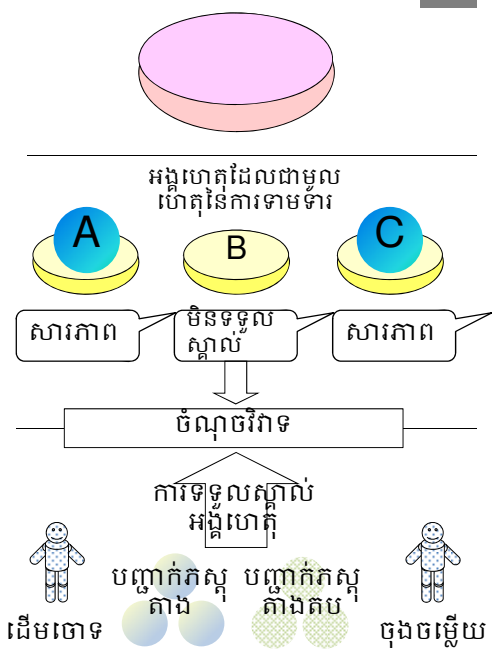 អង្គហេតុដែលជាមូល
ហេតុនៃការទាមទារ
A
B
C
សារភាព
មិនទទួល
ស្គាល់
សារភាព
ចំណុចវិវាទ
ការទទួលស្គាល់
អង្គហេតុ
បញ្ជាក់ភស្តុ
តាង
បញ្ជាក់ភស្តុ
តាងតប
ដើមចោទ
ចុងចម្លើយ